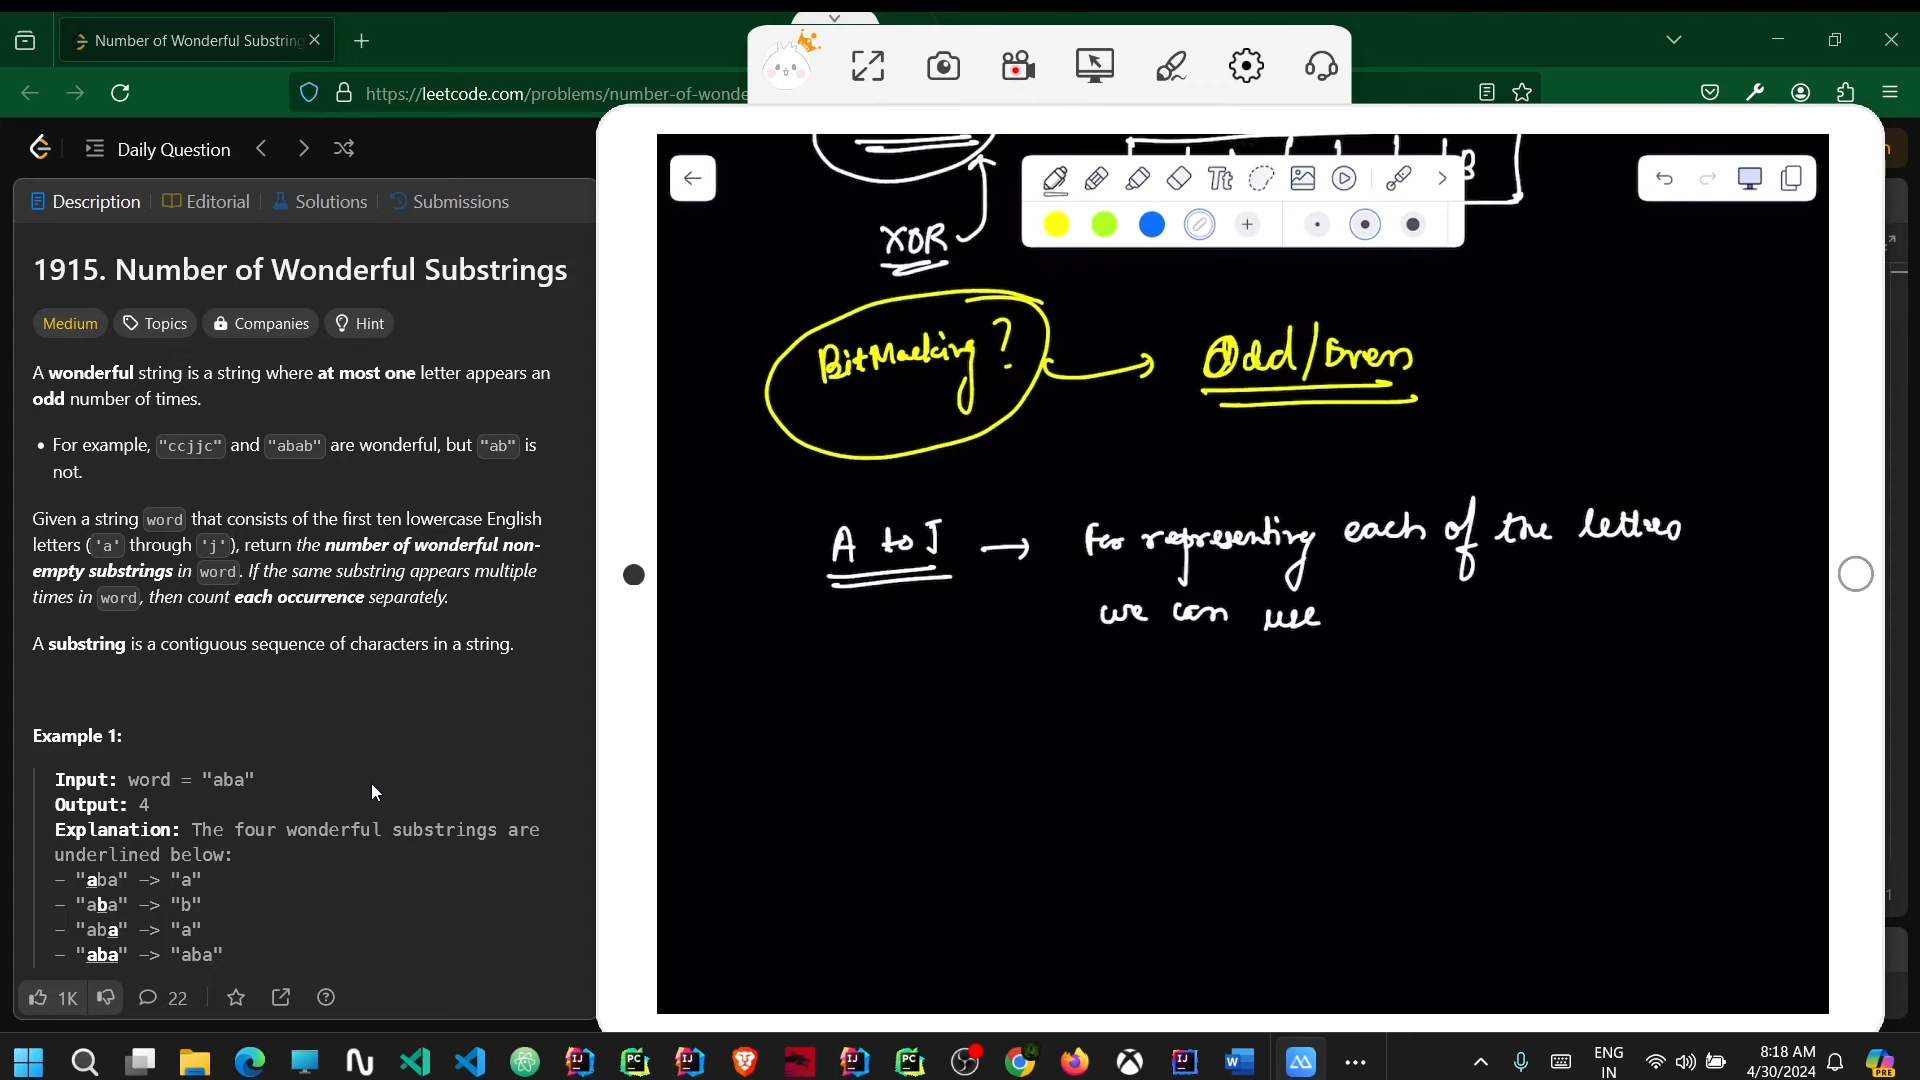 Number of Wonderful Substring
https://leetcode.com/problems/number-of-wonde
Daily Question
Description
Editorial
Solutions
Submissions
1915. Number of Wonderful Substrings
Medium
Topics
Companies
Hint
A wonderful string is a string where at most one letter appears an
odd number of times.
• For example, "ccjjc" and "abab" are wonderful, but "ab" is
not.
Given a string word that consists of the first ten lowercase English
letters ('a' through 'j'), return the number of wonderful non-
empty substrings in word. If the same substring appears multiple
times in word, then count each occurrence separately.
A substring is a contiguous sequence of characters in a string.
Example 1:
Input: word = "aba"
Output: 4
Explanation: The four wonderful substrings are
underlined below:
- "aba" -> "a"
- "aba" -> "b"
- "aba" -> "a"
- "aba" -> "aba"
1K
22
Tt
XOR
BitMasking ?
Odd/Even
A to J → For representing each of the letters
we can use
ENG
IN
8:18 AM
4/30/2024
PRE